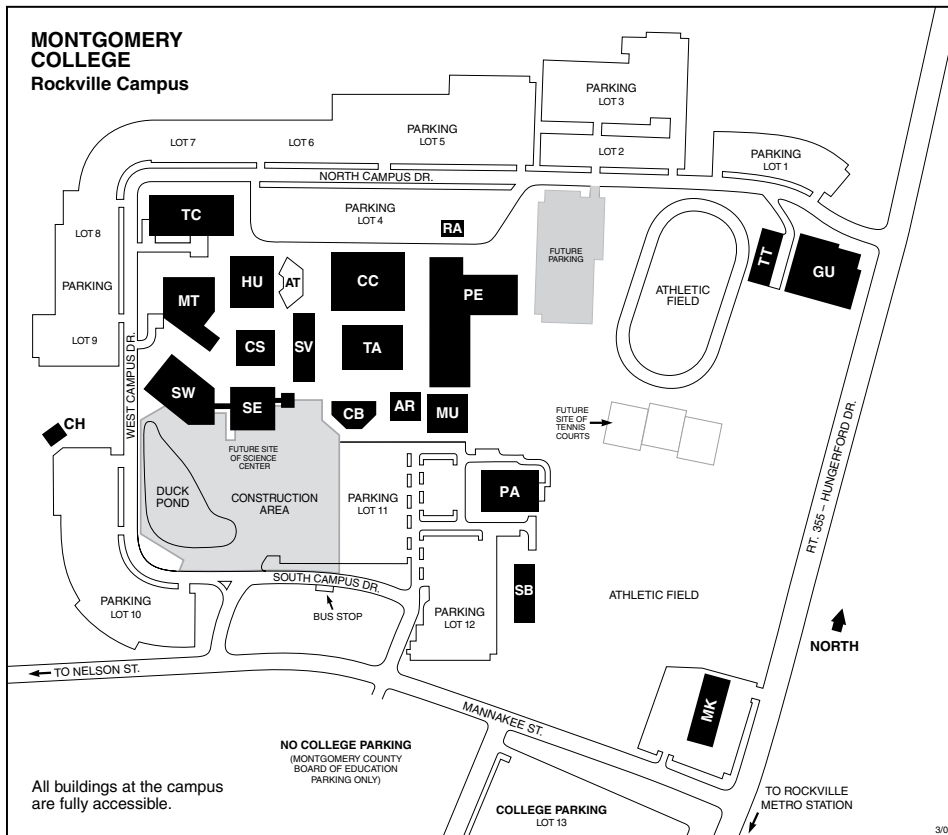 MONTGOMERY
COLLEGE
Rockville Campus
PARKING
LOT 3
PARKING
LOT 5
LOT 7
LOT 6
LOT 2
PARKING
LOT 1
NORTH CAMPUS DR.
TC
PARKING
LOT 4
RA
LOT 8
PARKING
LOT 9
FUTURE
PARKING
TT
GU
HU
AT
CC
PE
MT
ATHLETIC
FIELD
CS
SV
TA
WEST CAMPUS DR.
SW
SE
CB
AR
MU
CH
FUTURE
SITE OF
TENNIS
COURTS
FUTURE SITE
OF SCIENCE
CENTER
DUCK
POND
CONSTRUCTION
AREA
PARKING
LOT 11
PA
RT. 355 – HUNGERFORD DR.
SOUTH CAMPUS DR.
PARKING
LOT 10
BUS STOP
PARKING
LOT 12
SB
ATHLETIC FIELD
NORTH
TO NELSON ST.
MANNAKEE ST.
MK
NO COLLEGE PARKING
(MONTGOMERY COUNTY
BOARD OF EDUCATION
PARKING ONLY)
All buildings at the campus
are fully accessible.
COLLEGE PARKING
LOT 13
TO ROCKVILLE
METRO STATION